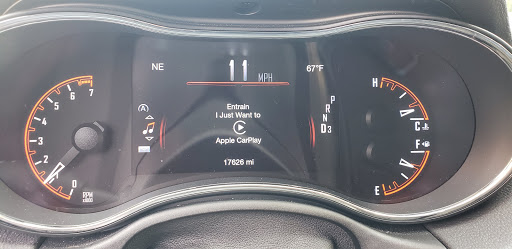 NE
11 MPH
67°F
Entrain
I Just Want to
Apple CarPlay
17626 mi
P
R
N
D3
A
0
1
2
3
4
5
6
7
RPM
x1000
H
C
F
E